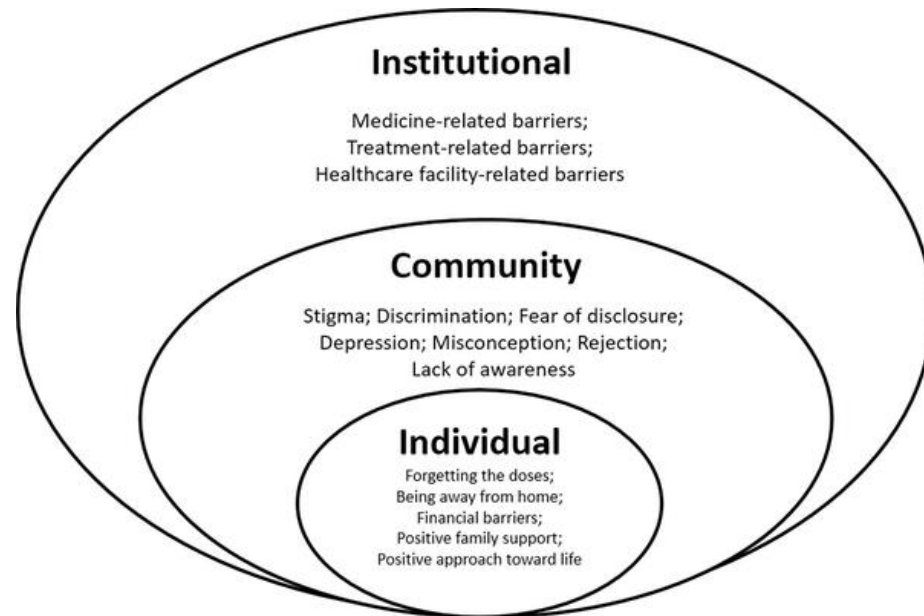 Institutional
Medicine-related barriers;
Treatment-related barriers;
Healthcare facility-related barriers
Community
Stigma; Discrimination; Fear of disclosure;
Depression; Misconception; Rejection;
Lack of awareness
Individual
Forgetting the doses;
Being away from home;
Financial barriers;
Positive family support;
Positive approach toward life